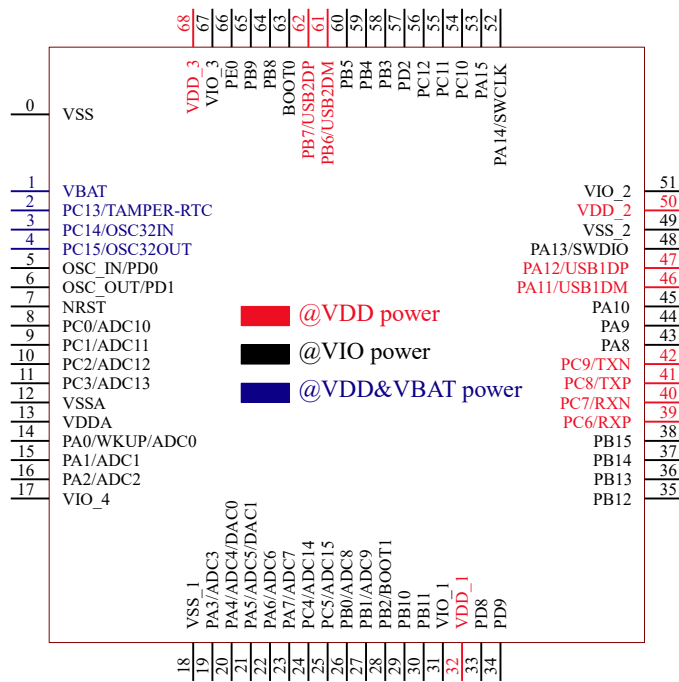 68
67
66
65
64
63
62
61
60
59
58
57
56
55
54
53
52
VDD_3
VIO_3
PE0
PB9
PB8
BOOT0
PB7/USB2DP
PB6/USB2DM
PB5
PB4
PB3
PD2
PC12
PC11
PC10
PA15
PA14/SWCLK
0 VSS
1 VBAT
2 PC13/TAMPER-RTC
3 PC14/OSC32IN
4 PC15/OSC32OUT
5 OSC_IN/PD0
6 OSC_OUT/PD1
7 NRST
8 PC0/ADC10
9 PC1/ADC11
10 PC2/ADC12
11 PC3/ADC13
12 VSSA
13 VDDA
14 PA0/WKUP/ADC0
15 PA1/ADC1
16 PA2/ADC2
17 VIO_4
@VDD power
@VIO power
@VDD&VBAT power
VIO_2 51
VDD_2 50
VSS_2 49
PA13/SWDIO 48
PA12/USB1DP 47
PA11/USB1DM 46
PA10 45
PA9 44
PA8 43
PC9/TXN 42
PC8/TXP 41
PC7/RXN 40
PC6/RXP 39
PB15 38
PB14 37
PB13 36
PB12 35
VSS_1
PA3/ADC3
PA4/ADC4/DAC0
PA5/ADC5/DAC1
PA6/ADC6
PA7/ADC7
PC4/ADC14
PC5/ADC15
PB0/ADC8
PB1/ADC9
PB2/BOOT1
PB10
PB11
VIO_1
VDD_1
PD8
PD9
18
19
20
21
22
23
24
25
26
27
28
29
30
31
32
33
34